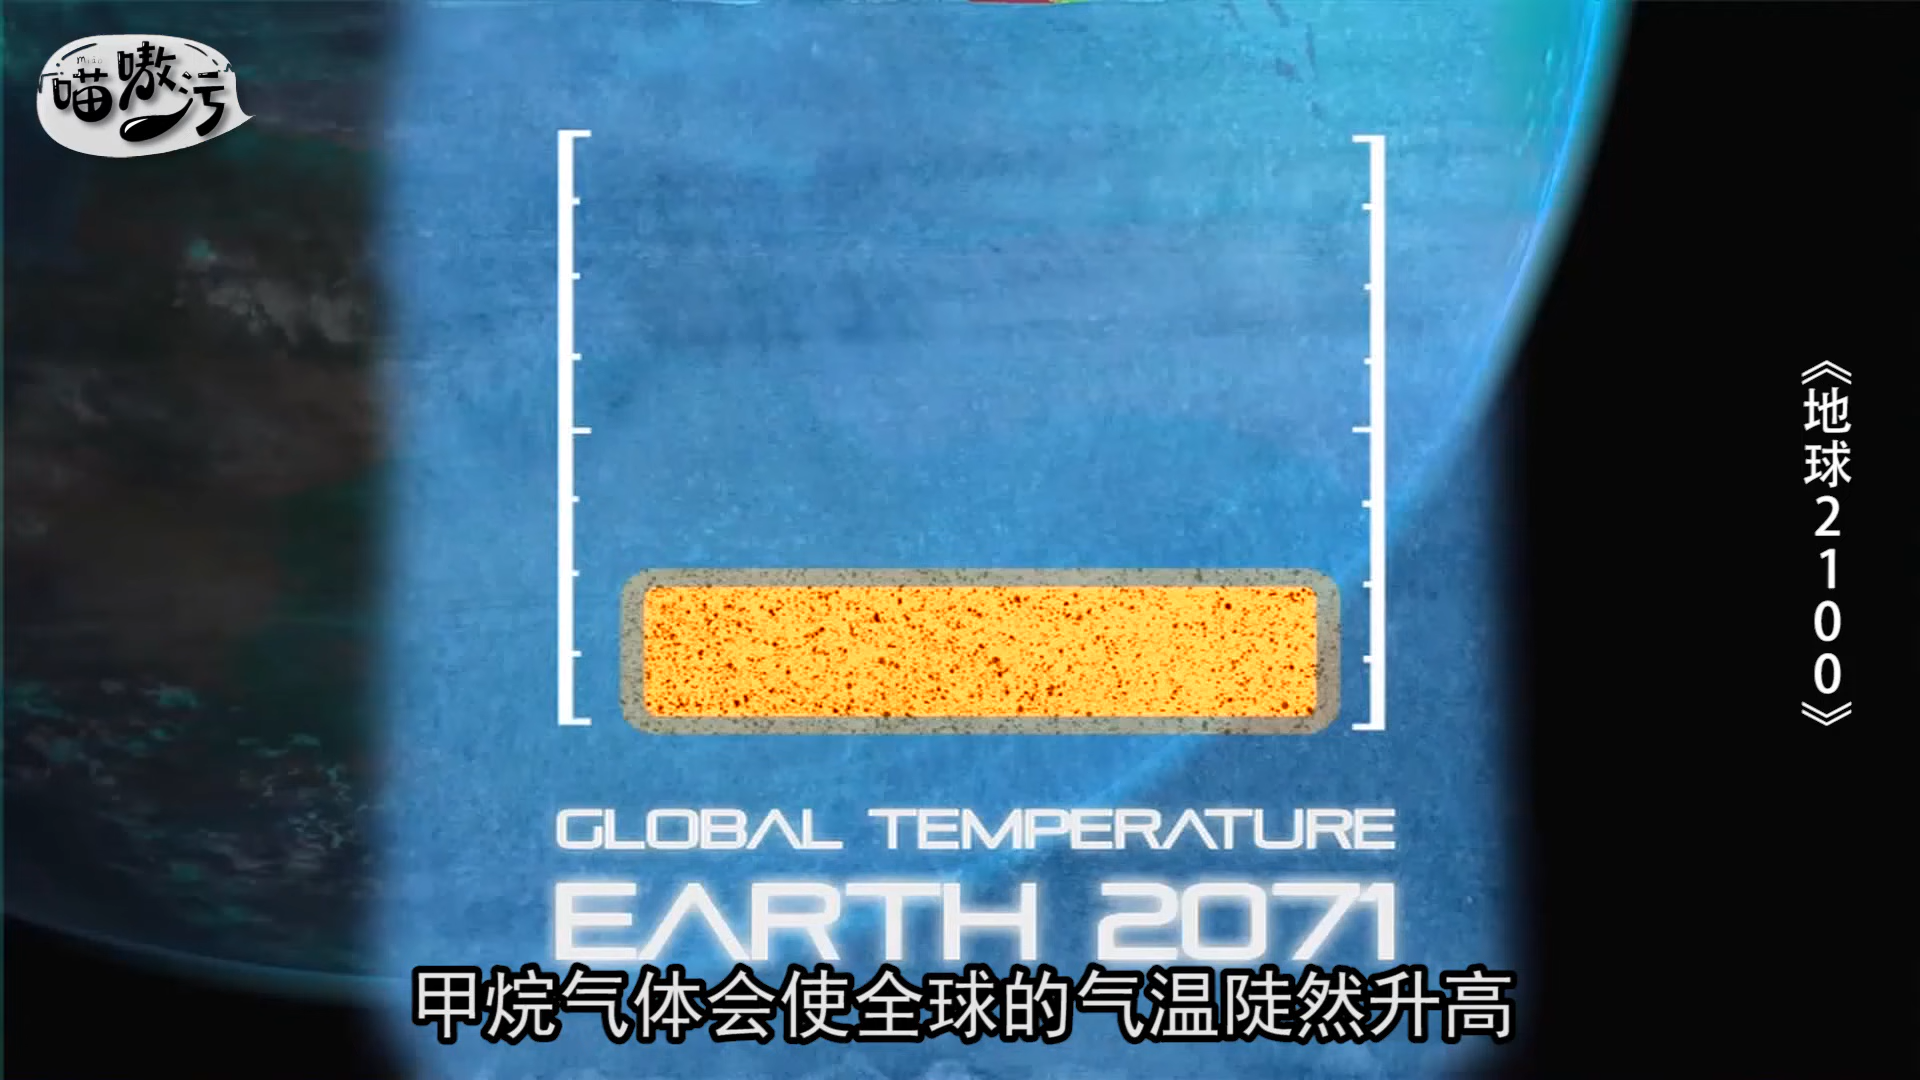 miao
喵嗷污
《地球2100》
GLOBAL TEMPERATURE
EARTH 2071
甲烷气体会使全球的气温陡然升高